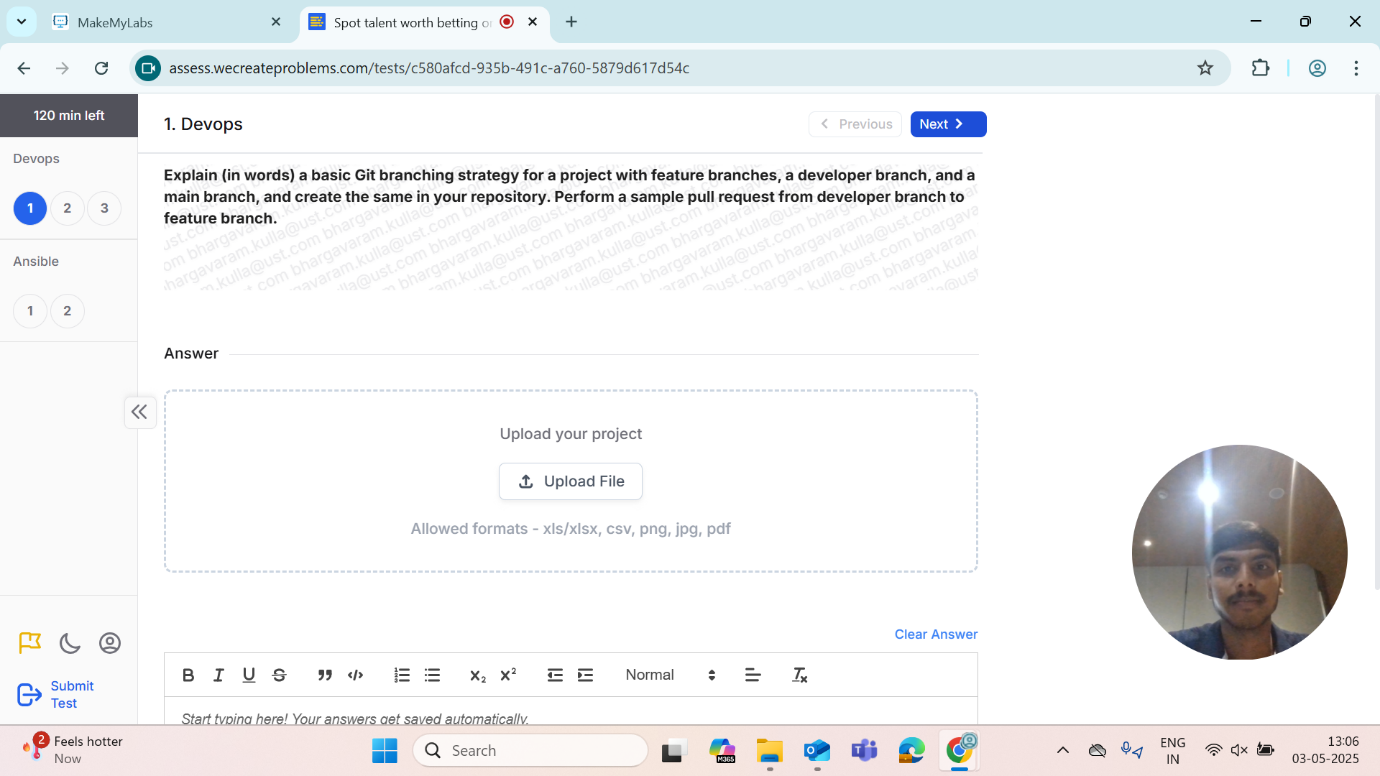 MakeMyLabs
Spot talent worth betting o
assess.wecreateproblems.com/tests/c580afcd-935b-491c-a760-5879d617d54c
120 min left
1. Devops
Previous
Next
Devops
1 2 3
Explain (in words) a basic Git branching strategy for a project with feature branches, a developer branch, and a
main branch, and create the same in your repository. Perform a sample pull request from developer branch to
feature branch.
bhargavaram.kulla@ust.com
Ansible
1 2
Answer
Upload your project
Upload File
Allowed formats - xls/xlsx, csv, png, jpg, pdf
Clear Answer
B I U S
Normal
Start typing here! Your answers get saved automatically.
Submit
Test
2
Feels hotter
Now
Search
M365
ENG
IN
13:06
03-05-2025